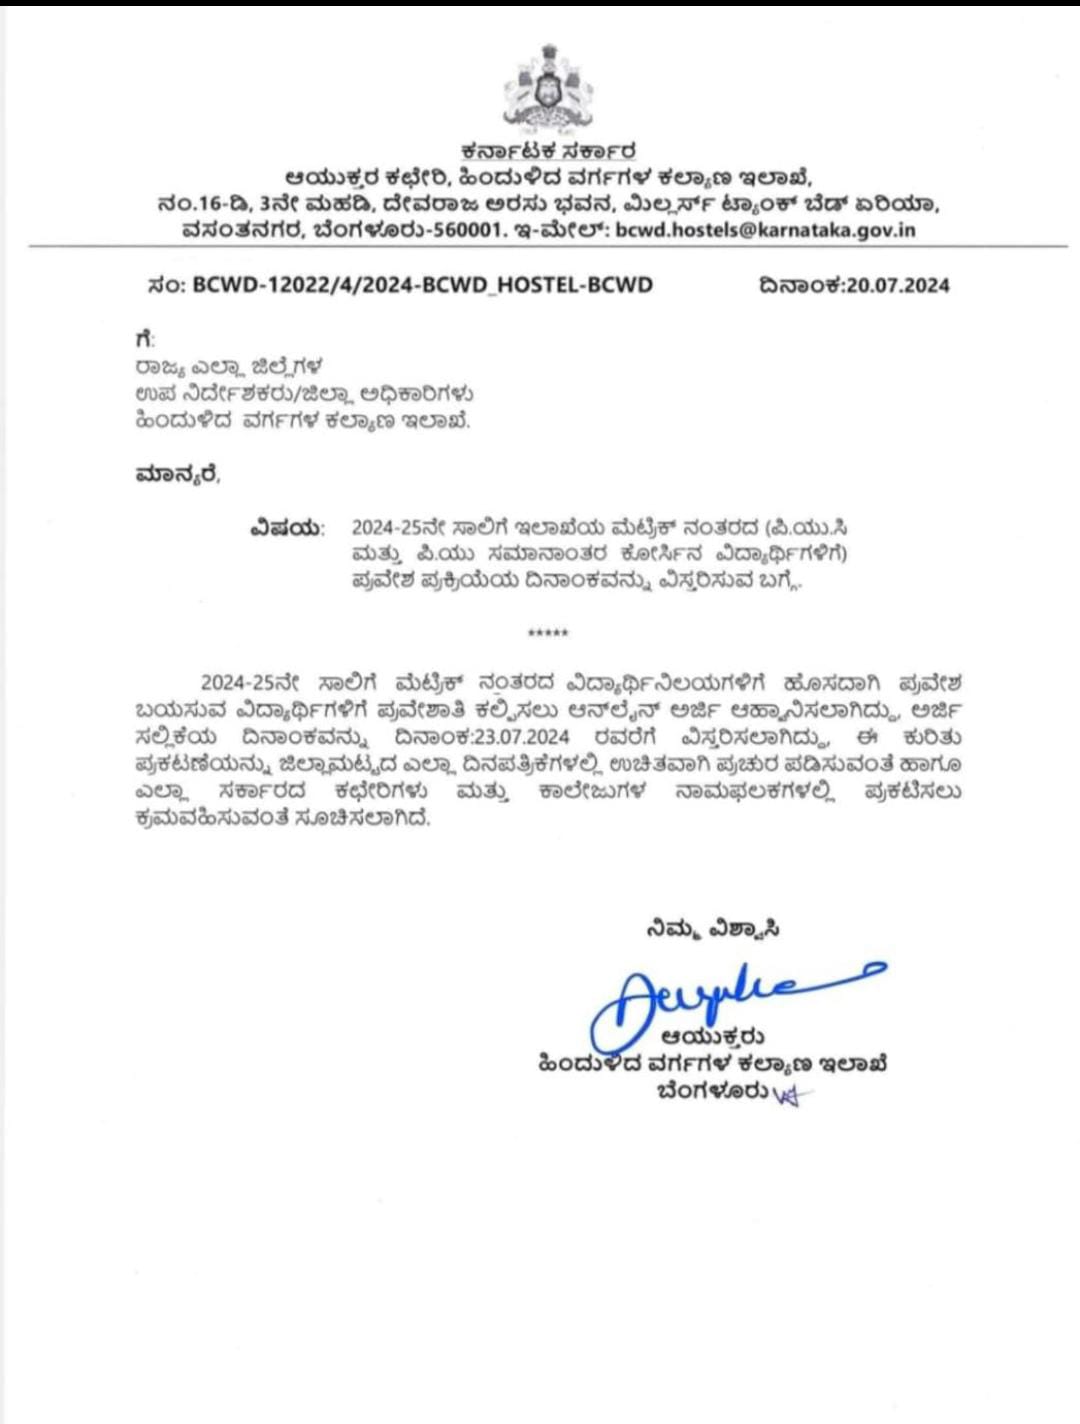 ಕರ್ನಾಟಕ ಸರ್ಕಾರ
ಆಯುಕ್ತರ ಕಛೇರಿ, ಹಿಂದುಳಿದ ವರ್ಗಗಳ ಕಲ್ಯಾಣ ಇಲಾಖೆ,
ನಂ.16-ಡಿ, 3ನೇ ಮಹಡಿ, ದೇವರಾಜ ಅರಸು ಭವನ, ಮಿಲ್ಲರ್ಸ್ ಟ್ಯಾಂಕ್ ಬೆಡ್ ಏರಿಯಾ,
ವಸಂತನಗರ, ಬೆಂಗಳೂರು-560001. ಇ-ಮೇಲ್: bcwd.hostels@karnataka.gov.in
ಸಂ: BCWD-12022/4/2024-BCWD_HOSTEL-BCWD ದಿನಾಂಕ:20.07.2024
ಗೆ:
ರಾಜ್ಯ ಎಲ್ಲಾ ಜಿಲ್ಲೆಗಳ
ಉಪ ನಿರ್ದೇಶಕರು/ಜಿಲ್ಲಾ ಅಧಿಕಾರಿಗಳು
ಹಿಂದುಳಿದ ವರ್ಗಗಳ ಕಲ್ಯಾಣ ಇಲಾಖೆ.
ಮಾನ್ಯರೆ,
ವಿಷಯ: 2024-25ನೇ ಸಾಲಿಗೆ ಇಲಾಖೆಯ ಮೆಟ್ರಿಕ್ ನಂತರದ (ಪಿ.ಯು.ಸಿ
ಮತ್ತು ಪಿ.ಯು ಸಮಾನಾಂತರ ಕೋರ್ಸಿನ ವಿದ್ಯಾರ್ಥಿಗಳಿಗೆ)
ಪ್ರವೇಶ ಪ್ರಕ್ರಿಯೆಯ ದಿನಾಂಕವನ್ನು ವಿಸ್ತರಿಸುವ ಬಗ್ಗೆ.
*****
2024-25ನೇ ಸಾಲಿಗೆ ಮೆಟ್ರಿಕ್ ನಂತರದ ವಿದ್ಯಾರ್ಥಿನಿಲಯಗಳಿಗೆ ಹೊಸದಾಗಿ ಪ್ರವೇಶ
ಬಯಸುವ ವಿದ್ಯಾರ್ಥಿಗಳಿಗೆ ಪ್ರವೇಶಾತಿ ಕಲ್ಪಿಸಲು ಆನ್‌ಲೈನ್ ಅರ್ಜಿ ಆಹ್ವಾನಿಸಲಾಗಿದ್ದು, ಅರ್ಜಿ
ಸಲ್ಲಿಕೆಯ ದಿನಾಂಕವನ್ನು ದಿನಾಂಕ:23.07.2024 ರವರೆಗೆ ವಿಸ್ತರಿಸಲಾಗಿದ್ದು, ಈ ಕುರಿತು
ಪ್ರಕಟಣೆಯನ್ನು ಜಿಲ್ಲಾಮಟ್ಟದ ಎಲ್ಲಾ ದಿನಪತ್ರಿಕೆಗಳಲ್ಲಿ ಉಚಿತವಾಗಿ ಪ್ರಚುರ ಪಡಿಸುವಂತೆ ಹಾಗೂ
ಎಲ್ಲಾ ಸರ್ಕಾರದ ಕಛೇರಿಗಳು ಮತ್ತು ಕಾಲೇಜುಗಳ ನಾಮಫಲಕಗಳಲ್ಲಿ ಪ್ರಕಟಿಸಲು
ಕ್ರಮವಹಿಸುವಂತೆ ಸೂಚಿಸಲಾಗಿದೆ.
ನಿಮ್ಮ ವಿಶ್ವಾಸಿ
ಆಯುಕ್ತರು
ಹಿಂದುಳಿದ ವರ್ಗಗಳ ಕಲ್ಯಾಣ ಇಲಾಖೆ
ಬೆಂಗಳೂರು